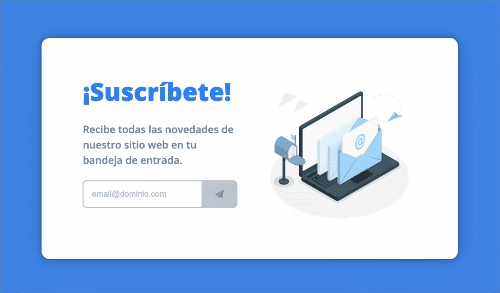 ¡Suscríbete!
Recibe todas las novedades de
nuestro sitio web en tu
bandeja de entrada.
email@dominio.com
@